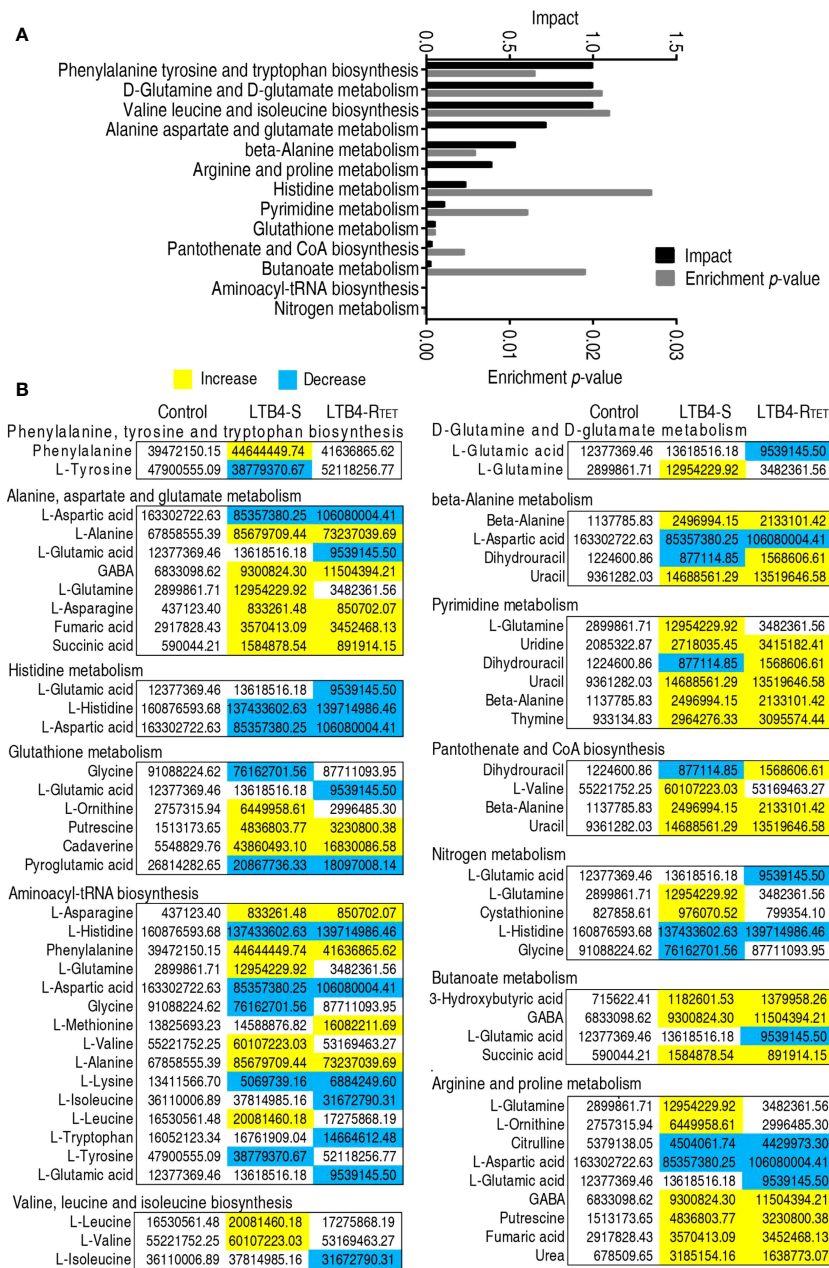 A
Impact
0.0 0.5 1.0 1.5
Phenylalanine tyrosine and tryptophan biosynthesis
D-Glutamine and D-glutamate metabolism
Valine leucine and isoleucine biosynthesis
Alanine aspartate and glutamate metabolism
beta-Alanine metabolism
Arginine and proline metabolism
Histidine metabolism
Pyrimidine metabolism
Glutathione metabolism
Pantothenate and CoA biosynthesis
Butanoate metabolism
Aminoacyl-tRNA biosynthesis
Nitrogen metabolism
Impact
Enrichment p-value
0.00 0.01 0.02 0.03
Enrichment p-value
B
Increase Decrease
Control LTB4-S LTB4-RTET
Phenylalanine, tyrosine and tryptophan biosynthesis
Phenylalanine 39472150.15 44644449.74 41636865.62
L-Tyrosine 47900555.09 38779370.67 52118256.77
Alanine, aspartate and glutamate metabolism
L-Aspartic acid 163302722.63 85357380.25 106080004.41
L-Alanine 67858555.39 85679709.44 73237039.69
L-Glutamic acid 12377369.46 13618516.18 9539145.50
GABA 6833098.62 9300824.30 11504394.21
L-Glutamine 2899861.71 12954229.92 3482361.56
L-Asparagine 437123.40 833261.48 850702.07
Fumaric acid 2917828.43 3570413.09 3452468.13
Succinic acid 590044.21 1584878.54 891914.15
Histidine metabolism
L-Glutamic acid 12377369.46 13618516.18 9539145.50
L-Histidine 160876593.68 137433602.63 139714986.46
L-Aspartic acid 163302722.63 85357380.25 106080004.41
Glutathione metabolism
Glycine 91088224.62 76162701.56 87711093.95
L-Glutamic acid 12377369.46 13618516.18 9539145.50
L-Ornithine 2757315.94 6449958.61 2996485.30
Putrescine 1513173.65 4836803.77 3230800.38
Cadaverine 5548829.76 43860493.10 16830086.58
Pyroglutamic acid 26814282.65 20867736.33 18097008.14
Aminoacyl-tRNA biosynthesis
L-Asparagine 437123.40 833261.48 850702.07
L-Histidine 160876593.68 137433602.63 139714986.46
Phenylalanine 39472150.15 44644449.74 41636865.62
L-Glutamine 2899861.71 12954229.92 3482361.56
L-Aspartic acid 163302722.63 85357380.25 106080004.41
Glycine 91088224.62 76162701.56 87711093.95
L-Methionine 13825693.23 14588876.82 16082211.69
L-Valine 55221752.25 60107223.03 53169463.27
L-Alanine 67858555.39 85679709.44 73237039.69
L-Lysine 13411566.70 5069739.16 6884249.60
L-Isoleucine 36110006.89 37814985.16 31672790.31
L-Leucine 16530561.48 20081460.18 17275868.19
L-Tryptophan 16052123.34 16761909.04 14664612.48
L-Tyrosine 47900555.09 38779370.67 52118256.77
L-Glutamic acid 12377369.46 13618516.18 9539145.50
Valine, leucine and isoleucine biosynthesis
L-Leucine 16530561.48 20081460.18 17275868.19
L-Valine 55221752.25 60107223.03 53169463.27
L-Isoleucine 36110006.89 37814985.16 31672790.31
Control LTB4-S LTB4-RTET
D-Glutamine and D-glutamate metabolism
L-Glutamic acid 12377369.46 13618516.18 9539145.50
L-Glutamine 2899861.71 12954229.92 3482361.56
beta-Alanine metabolism
Beta-Alanine 1137785.83 2496994.15 2133101.42
L-Aspartic acid 163302722.63 85357380.25 106080004.41
Dihydrouracil 1224600.86 877114.85 1568606.61
Uracil 9361282.03 14688561.29 13519646.58
Pyrimidine metabolism
L-Glutamine 2899861.71 12954229.92 3482361.56
Uridine 2085322.87 2718035.45 3415182.41
Dihydrouracil 1224600.86 877114.85 1568606.61
Uracil 9361282.03 14688561.29 13519646.58
Beta-Alanine 1137785.83 2496994.15 2133101.42
Thymine 933134.83 2964276.33 3095574.44
Pantothenate and CoA biosynthesis
Dihydrouracil 1224600.86 877114.85 1568606.61
L-Valine 55221752.25 60107223.03 53169463.27
Beta-Alanine 1137785.83 2496994.15 2133101.42
Uracil 9361282.03 14688561.29 13519646.58
Nitrogen metabolism
L-Glutamic acid 12377369.46 13618516.18 9539145.50
L-Glutamine 2899861.71 12954229.92 3482361.56
Cystathionine 827858.61 976070.52 799354.10
L-Histidine 160876593.68 137433602.63 139714986.46
Glycine 91088224.62 76162701.56 87711093.95
Butanoate metabolism
3-Hydroxybutyric acid 715622.41 1182601.53 1379958.26
GABA 6833098.62 9300824.30 11504394.21
L-Glutamic acid 12377369.46 13618516.18 9539145.50
Succinic acid 590044.21 1584878.54 891914.15
Arginine and proline metabolism
L-Glutamine 2899861.71 12954229.92 3482361.56
L-Ornithine 2757315.94 6449958.61 2996485.30
Citrulline 5379138.05 4504061.74 4429973.30
L-Aspartic acid 163302722.63 85357380.25 106080004.41
L-Glutamic acid 12377369.46 13618516.18 9539145.50
GABA 6833098.62 9300824.30 11504394.21
Putrescine 1513173.65 4836803.77 3230800.38
Fumaric acid 2917828.43 3570413.09 3452468.13
Urea 678509.65 3185154.16 1638773.07